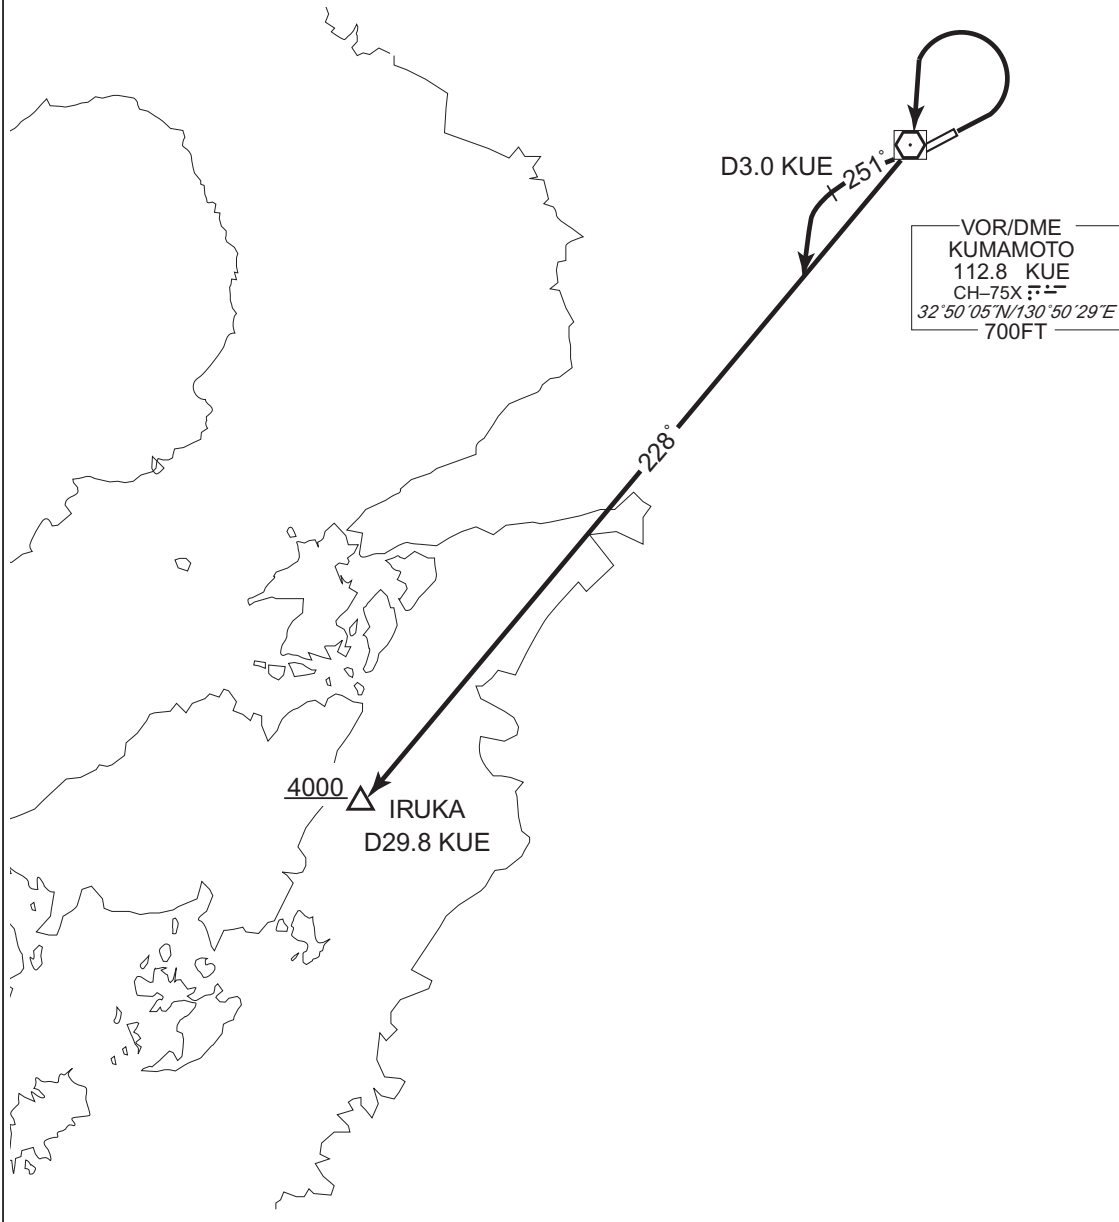 D3.0 KUE
251°
VOR/DME
KUMAMOTO
112.8 KUE
CH–75X
32°50′05″N/130°50′29″E
700FT
228°
4000
IRUKA
D29.8 KUE